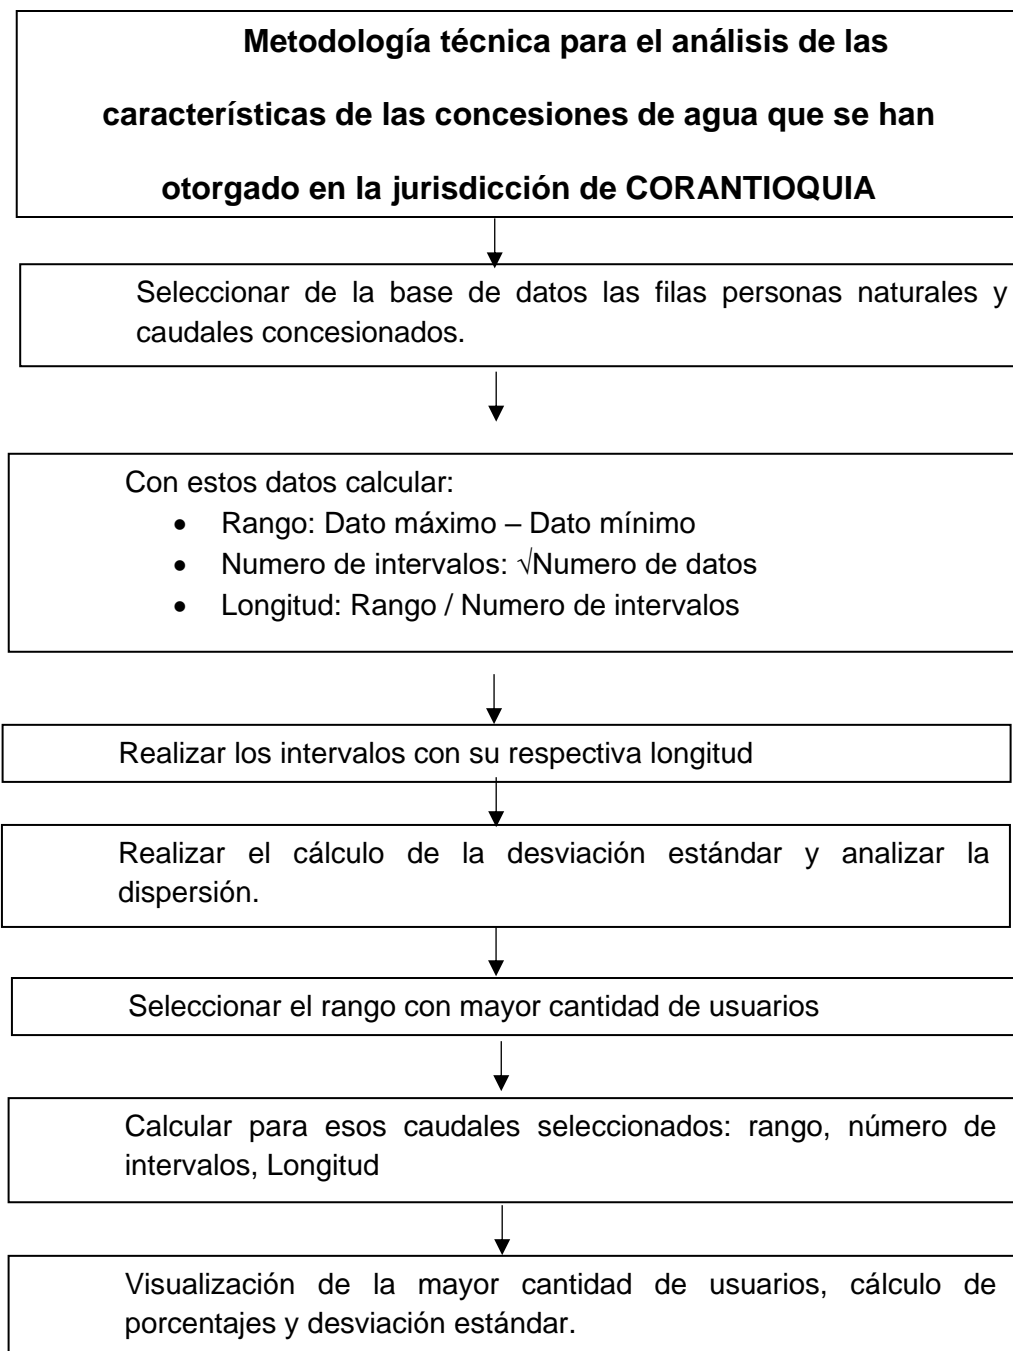 Metodología técnica para el análisis de las
características de las concesiones de agua que se han
otorgado en la jurisdicción de CORANTIOQUIA
Seleccionar de la base de datos las filas personas naturales y
caudales concesionados.
Con estos datos calcular:
• Rango: Dato máximo – Dato mínimo
• Numero de intervalos: √Numero de datos
• Longitud: Rango / Numero de intervalos
Realizar los intervalos con su respectiva longitud
Realizar el cálculo de la desviación estándar y analizar la
dispersión.
Seleccionar el rango con mayor cantidad de usuarios
Calcular para esos caudales seleccionados: rango, número de
intervalos, Longitud
Visualización de la mayor cantidad de usuarios, cálculo de
porcentajes y desviación estándar.